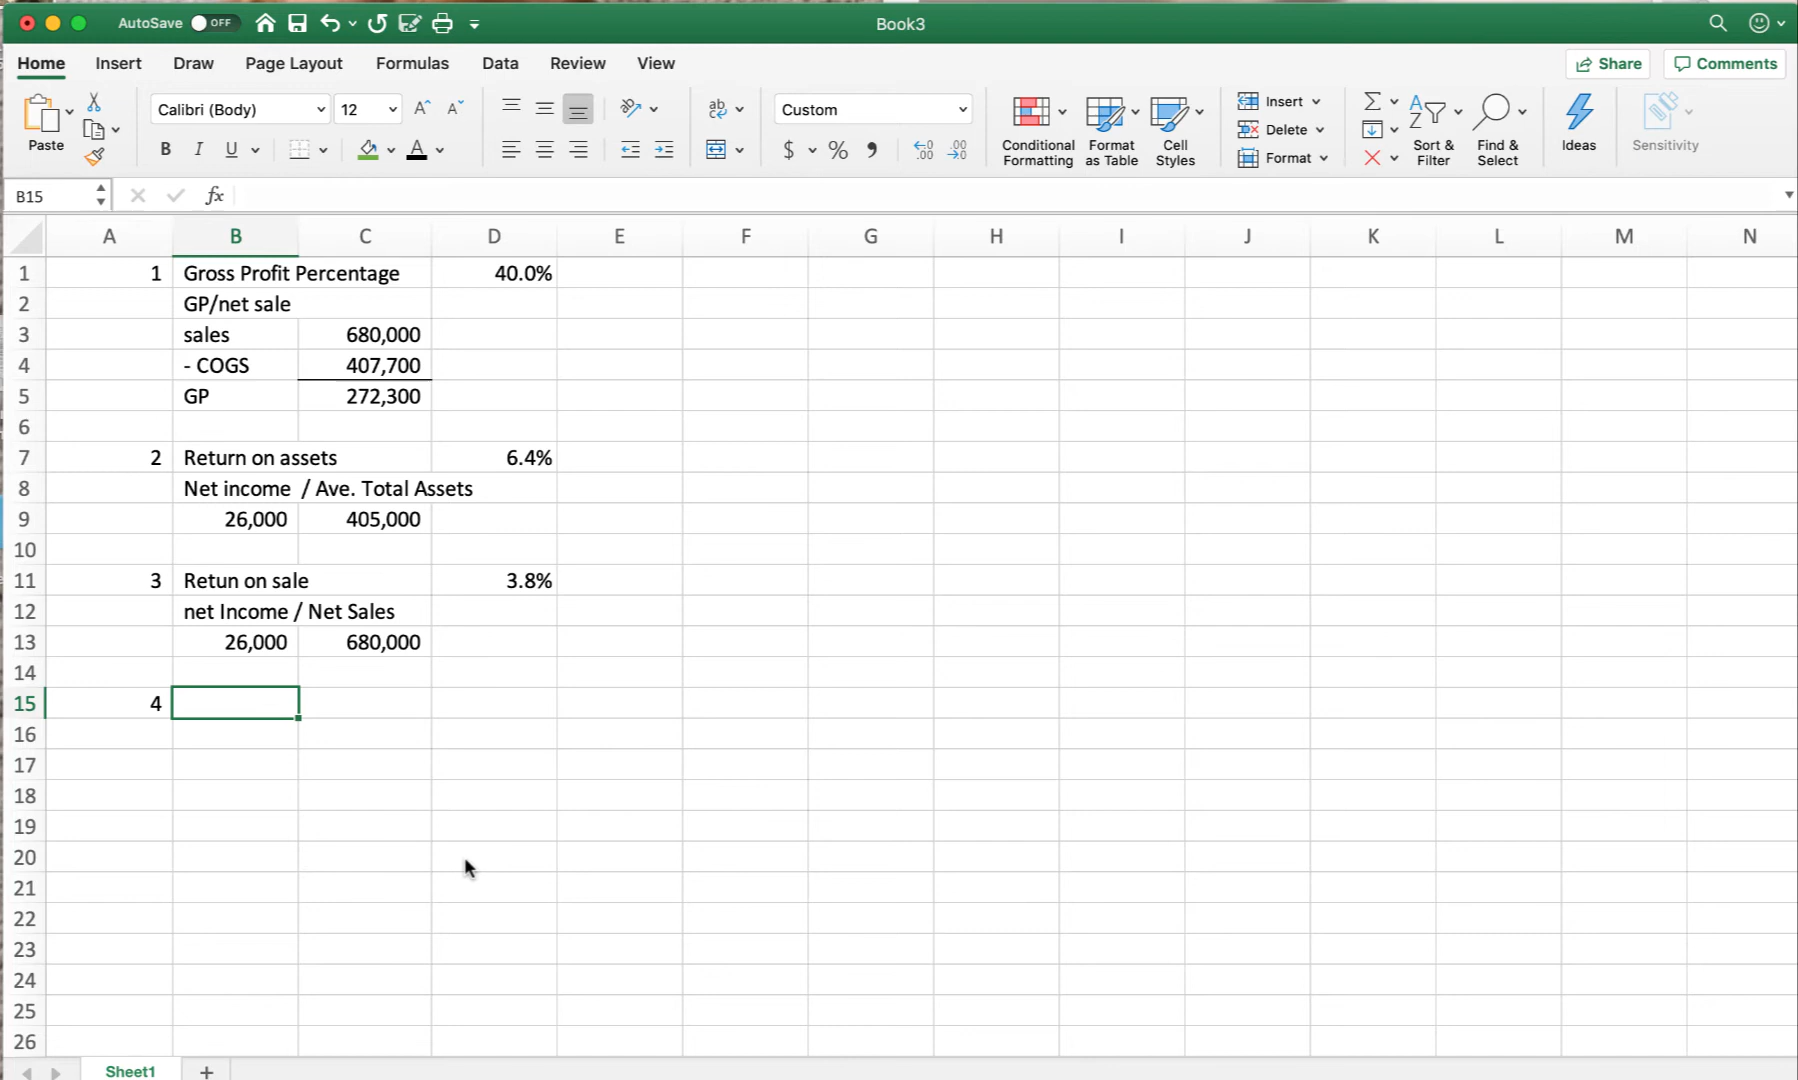 AutoSave OFF Book3
Home Insert Draw Page Layout Formulas Data Review View Share Comments
Calibri (Body) 12 A^ Aˇ ab Custom Insert
Delete
Format
Paste B I U A $ % Conditional Formatting Format as Table Cell Styles Sort & Filter Find & Select Ideas Sensitivity
B15 fx
A B C D E F G H I J K L M N
1 1 Gross Profit Percentage 40.0%
2 GP/net sale
3 sales 680,000
4 - COGS 407,700
5 GP 272,300
6
7 2 Return on assets 6.4%
8 Net income / Ave. Total Assets
9 26,000 405,000
10
11 3 Retun on sale 3.8%
12 net Income / Net Sales
13 26,000 680,000
14
15 4
16
17
18
19
20
21
22
23
24
25
26
Sheet1 +